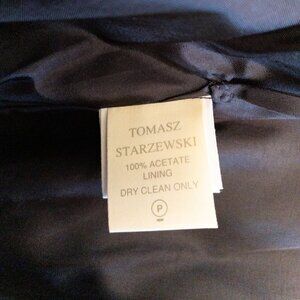 TOMASZ
STARZEWSKI
100% ACETATE
LINING
DRY CLEAN ONLY
P